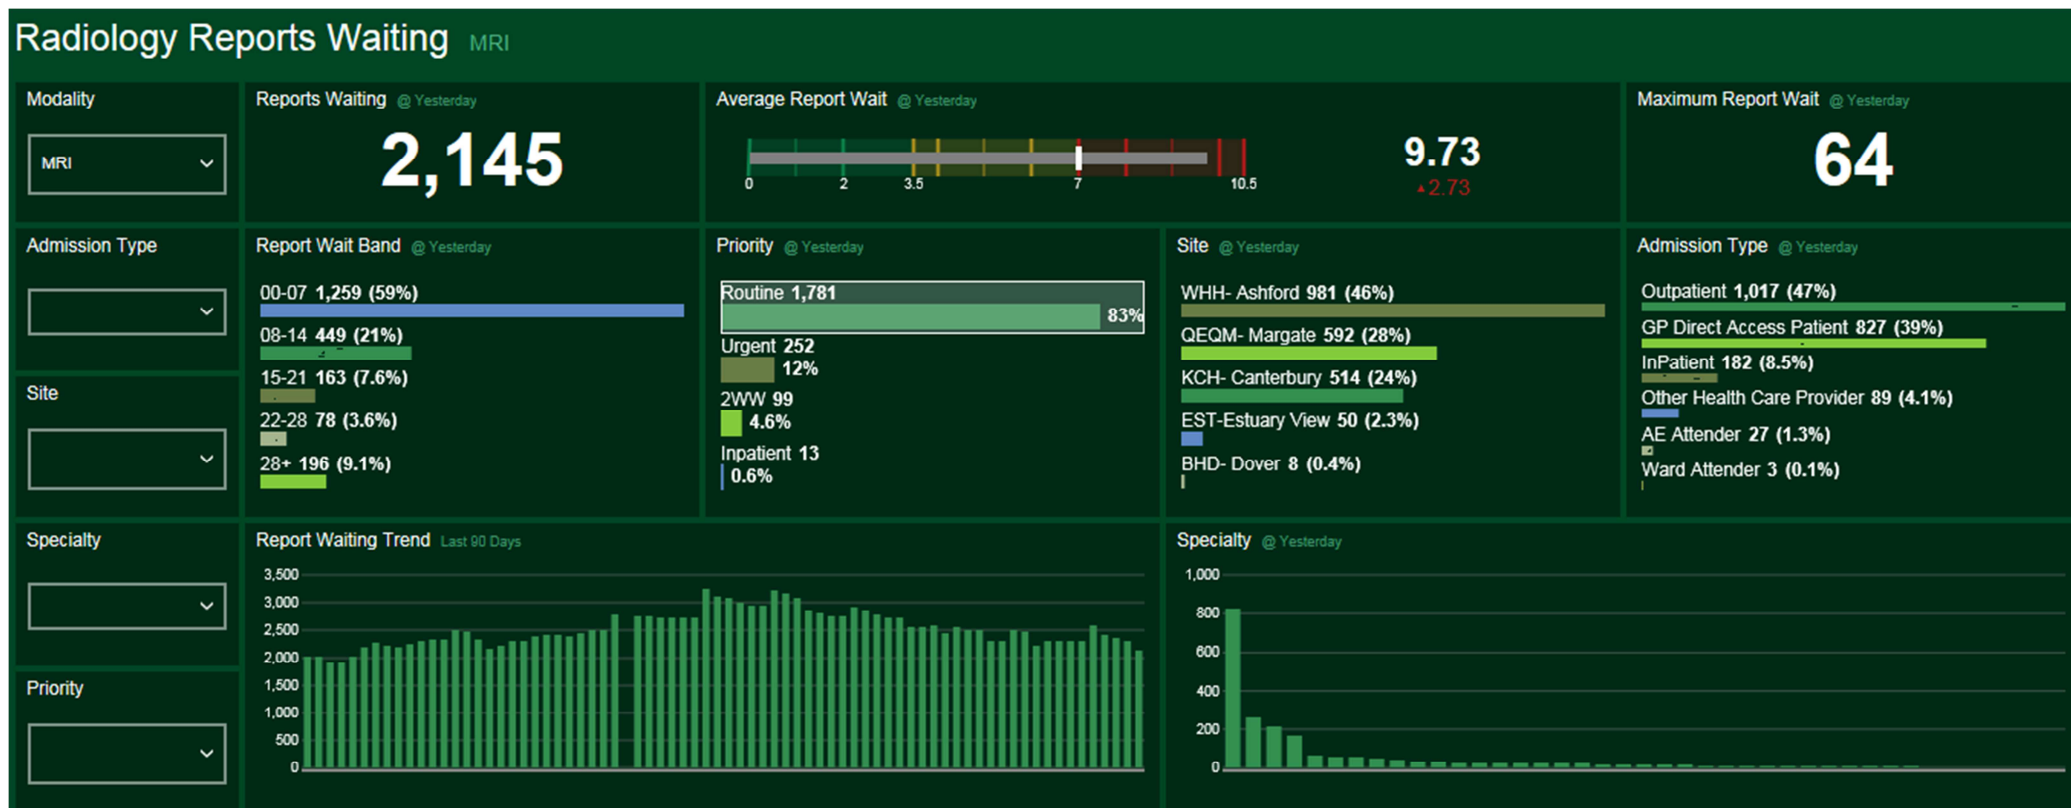 Radiology Reports Waiting MRI
Modality
MRI
Reports Waiting @ Yesterday
2,145
Average Report Wait @ Yesterday
0 2 3.5 7 10.5
9.73
▲2.73
Maximum Report Wait @ Yesterday
64
Admission Type
Report Wait Band @ Yesterday
00-07 1,259 (59%)
08-14 449 (21%)
15-21 163 (7.6%)
22-28 78 (3.6%)
28+ 196 (9.1%)
Priority @ Yesterday
Routine 1,781
83%
Urgent 252
12%
2WW 99
4.6%
Inpatient 13
0.6%
Site @ Yesterday
WHH- Ashford 981 (46%)
QEQM- Margate 592 (28%)
KCH- Canterbury 514 (24%)
EST-Estuary View 50 (2.3%)
BHD- Dover 8 (0.4%)
Admission Type @ Yesterday
Outpatient 1,017 (47%)
GP Direct Access Patient 827 (39%)
InPatient 182 (8.5%)
Other Health Care Provider 89 (4.1%)
AE Attender 27 (1.3%)
Ward Attender 3 (0.1%)
Site
Specialty
Priority
Report Waiting Trend Last 90 Days
3,500
3,000
2,500
2,000
1,500
1,000
500
0
Specialty @ Yesterday
1,000
800
600
400
200
0